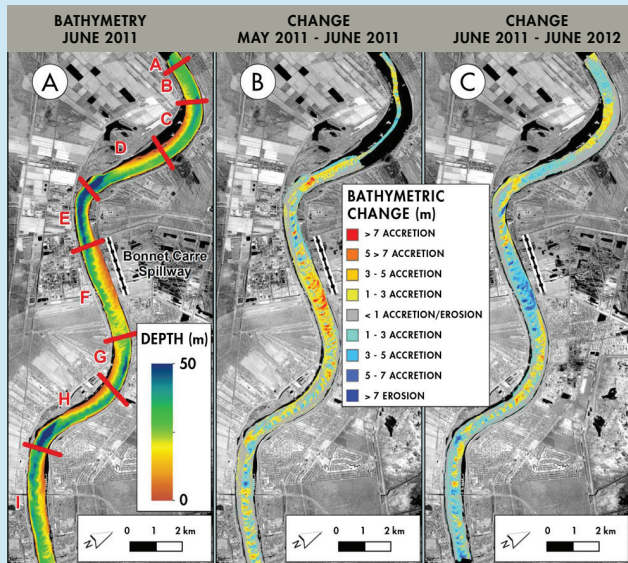 BATHYMETRY
JUNE 2011
CHANGE
MAY 2011 - JUNE 2011
CHANGE
JUNE 2011 - JUNE 2012
A
B
C
A
B
C
D
E
F
G
H
I
Bonnet Carre
Spillway
DEPTH (m)
50
0
BATHYMETRIC
CHANGE (m)
> 7 ACCRETION
5 > 7 ACCRETION
3 - 5 ACCRETION
1 - 3 ACCRETION
< 1 ACCRETION/EROSION
1 - 3 ACCRETION
3 - 5 ACCRETION
5 - 7 ACCRETION
> 7 EROSION
N
0 1 2 km
N
0 1 2 km
N
0 1 2 km